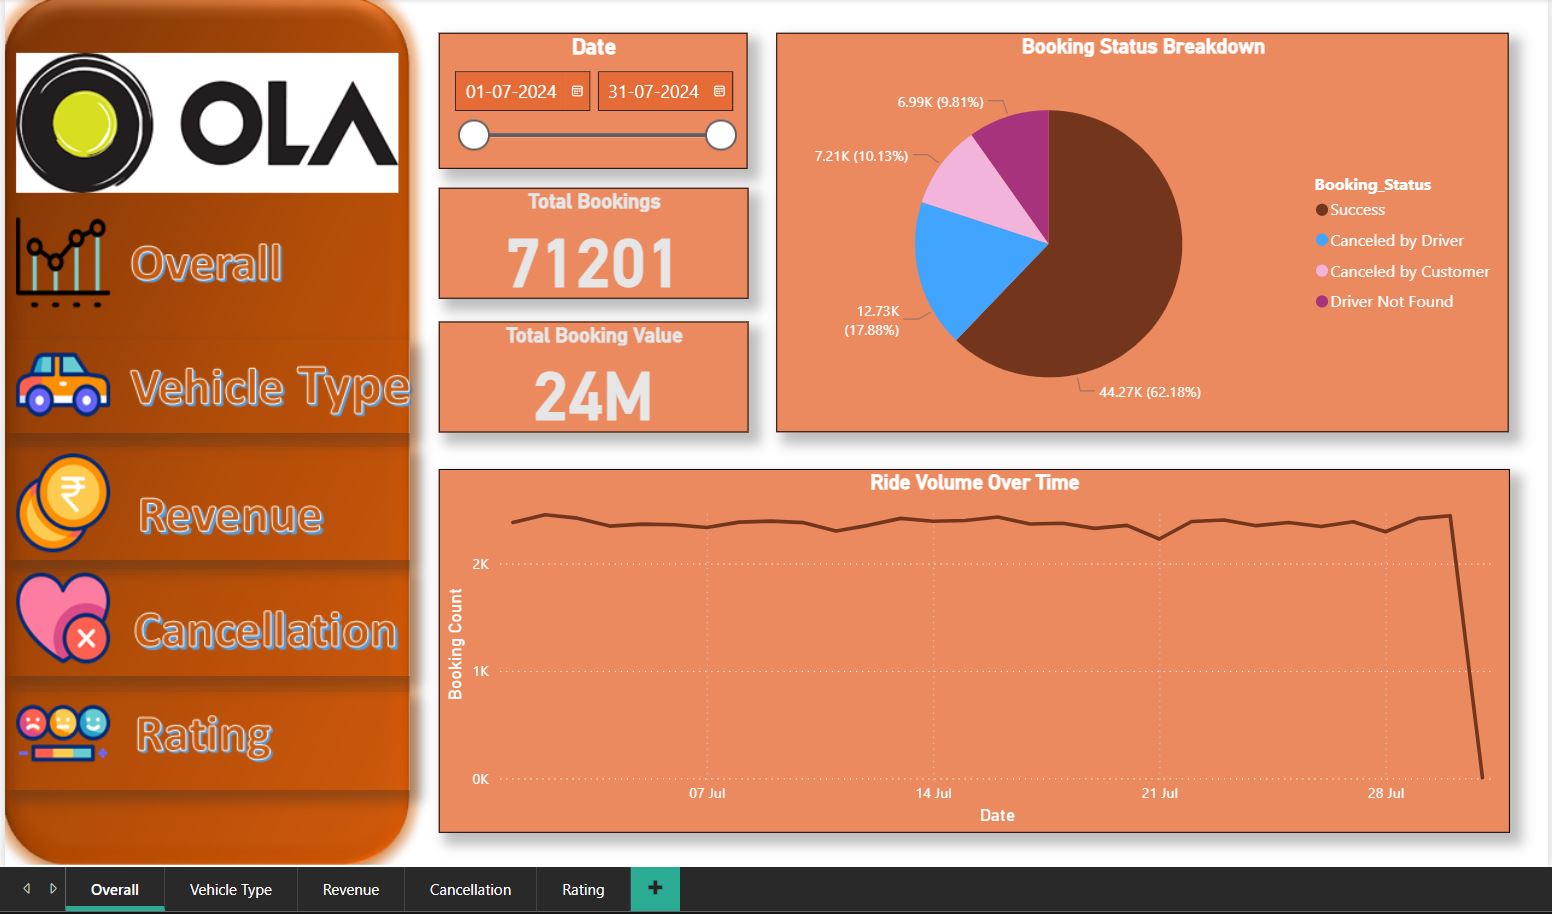 OLA
Overall
Vehicle Type
Revenue
Cancellation
Rating
Date
01-07-2024
31-07-2024
Total Bookings
71201
Total Booking Value
24M
Booking Status Breakdown
6.99K (9.81%)
7.21K (10.13%)
12.73K
(17.88%)
44.27K (62.18%)
Booking_Status
Success
Canceled by Driver
Canceled by Customer
Driver Not Found
Ride Volume Over Time
Booking Count
2K
1K
0K
07 Jul
14 Jul
21 Jul
28 Jul
Date
Overall
Vehicle Type
Revenue
Cancellation
Rating